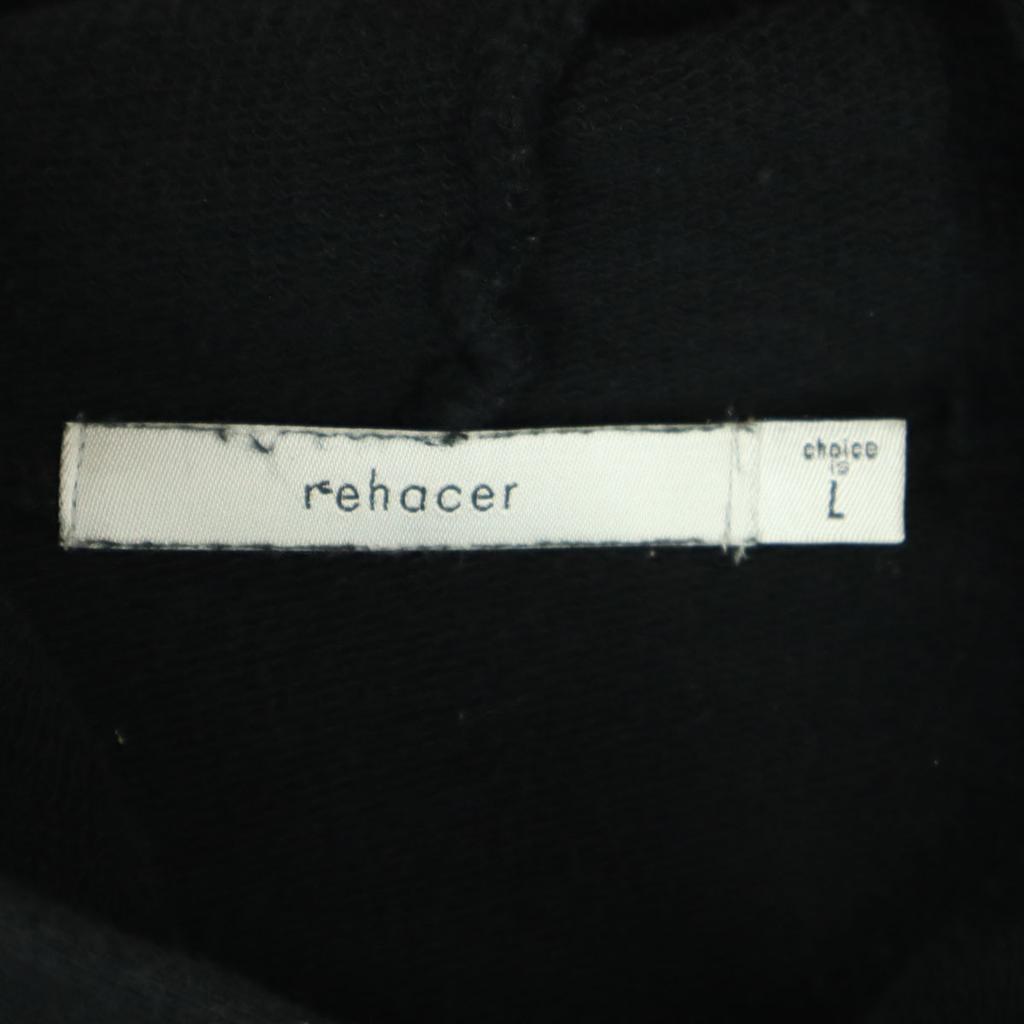 rehacer
choice
is
L